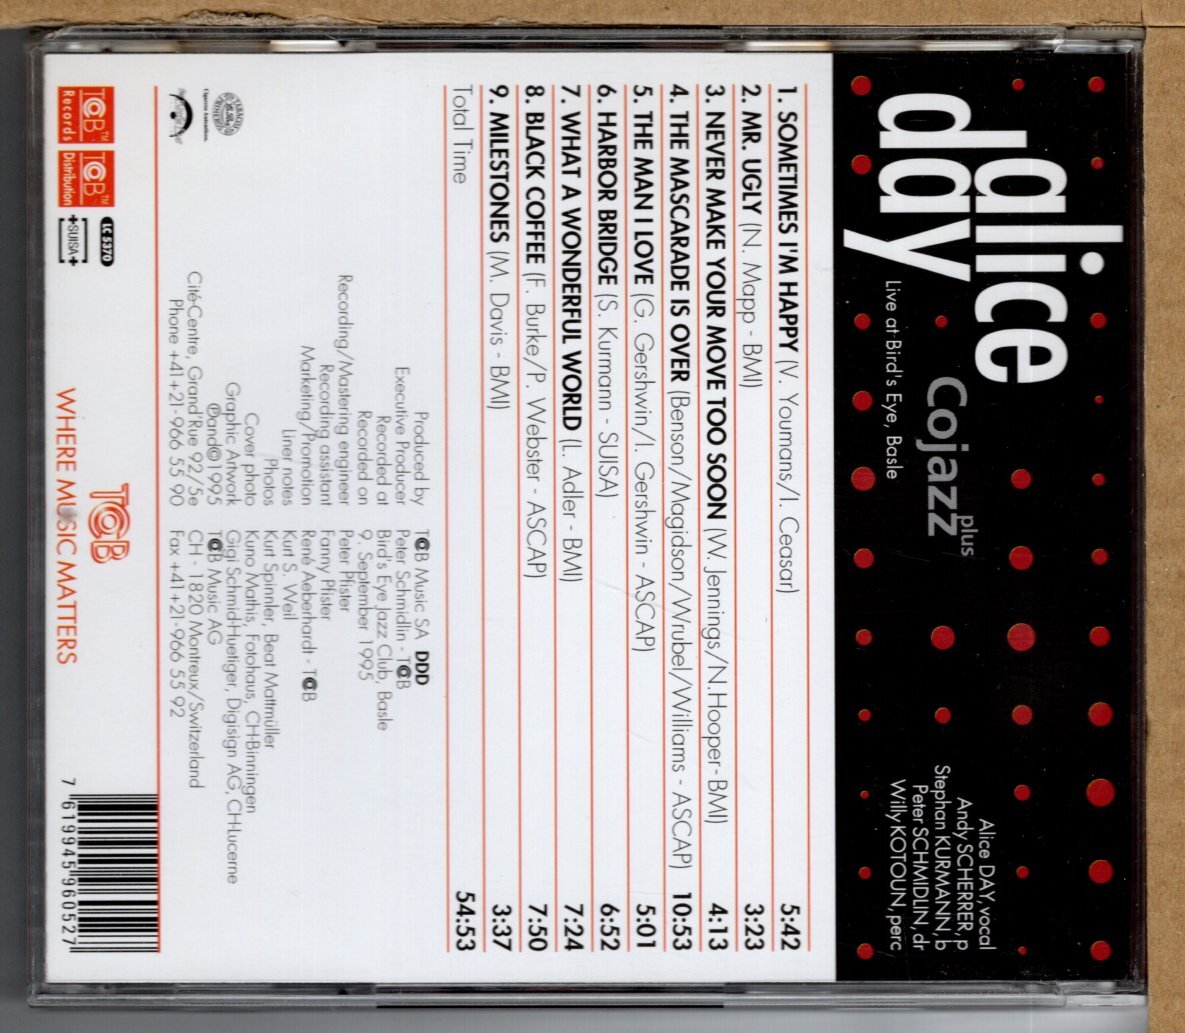 alice
day
Cojazz
plus
Live at Bird's Eye, Basle
Alice DAY, vocal
Andy SCHERRER, p
Stephan KURMANN, b
Peter SCHMIDLIN, dr
Willy KOTOUN, perc
1. SOMETIMES I'M HAPPY (V. Youmans/I. Ceasar) 5:42
2. MR. UGLY (N. Mapp - BMI) 3:23
3. NEVER MAKE YOUR MOVE TOO SOON (W. Jennings/N.Hooper-BMI) 4:13
4. THE MASCARADE IS OVER (Benson/Magidson/Wrubel/Williams - ASCAP) 10:53
5. THE MAN I LOVE (G. Gershwin/I. Gershwin - ASCAP) 5:01
6. HARBOR BRIDGE (S. Kurmann - SUISA) 6:52
7. WHAT A WONDERFUL WORLD (L. Adler - BMI) 7:24
8. BLACK COFFEE (F. Burke/P. Webster - ASCAP) 7:50
9. MILESTONES (M. Davis - BMI) 3:37
Total Time 54:53
Produced by TCB Music SA DDD
Executive Producer Peter Schmidlin - TCB
Recorded at Bird's Eye Jazz Club, Basle
Recorded on 9. September 1995
Recording/Mastering engineer Peter Pfister
Recording assistant Fanny Pfister
Marketing/Promotion René Aeberhardt - TCB
Liner notes Kurt S. Weil
Photos Kurt Spinnler, Beat Mattmüller
Cover photo Kuno Mathis, Fotohaus, CH-Binningen
Graphic Artwork Gigi Schmid-Huetiger, Digisign AG, CH-Lucerne
℗and©1995 TCB Music AG
Cité-Centre, Grand'Rue 92/5e CH - 1820 Montreux/Switzerland
Phone +41+21-966 55 90 Fax +41+21-966 55 92
TCB™ Records
TCB™ Distribution
LC 5370
+SUISA+
TCB
WHERE MUSIC MATTERS
7 619945 960527